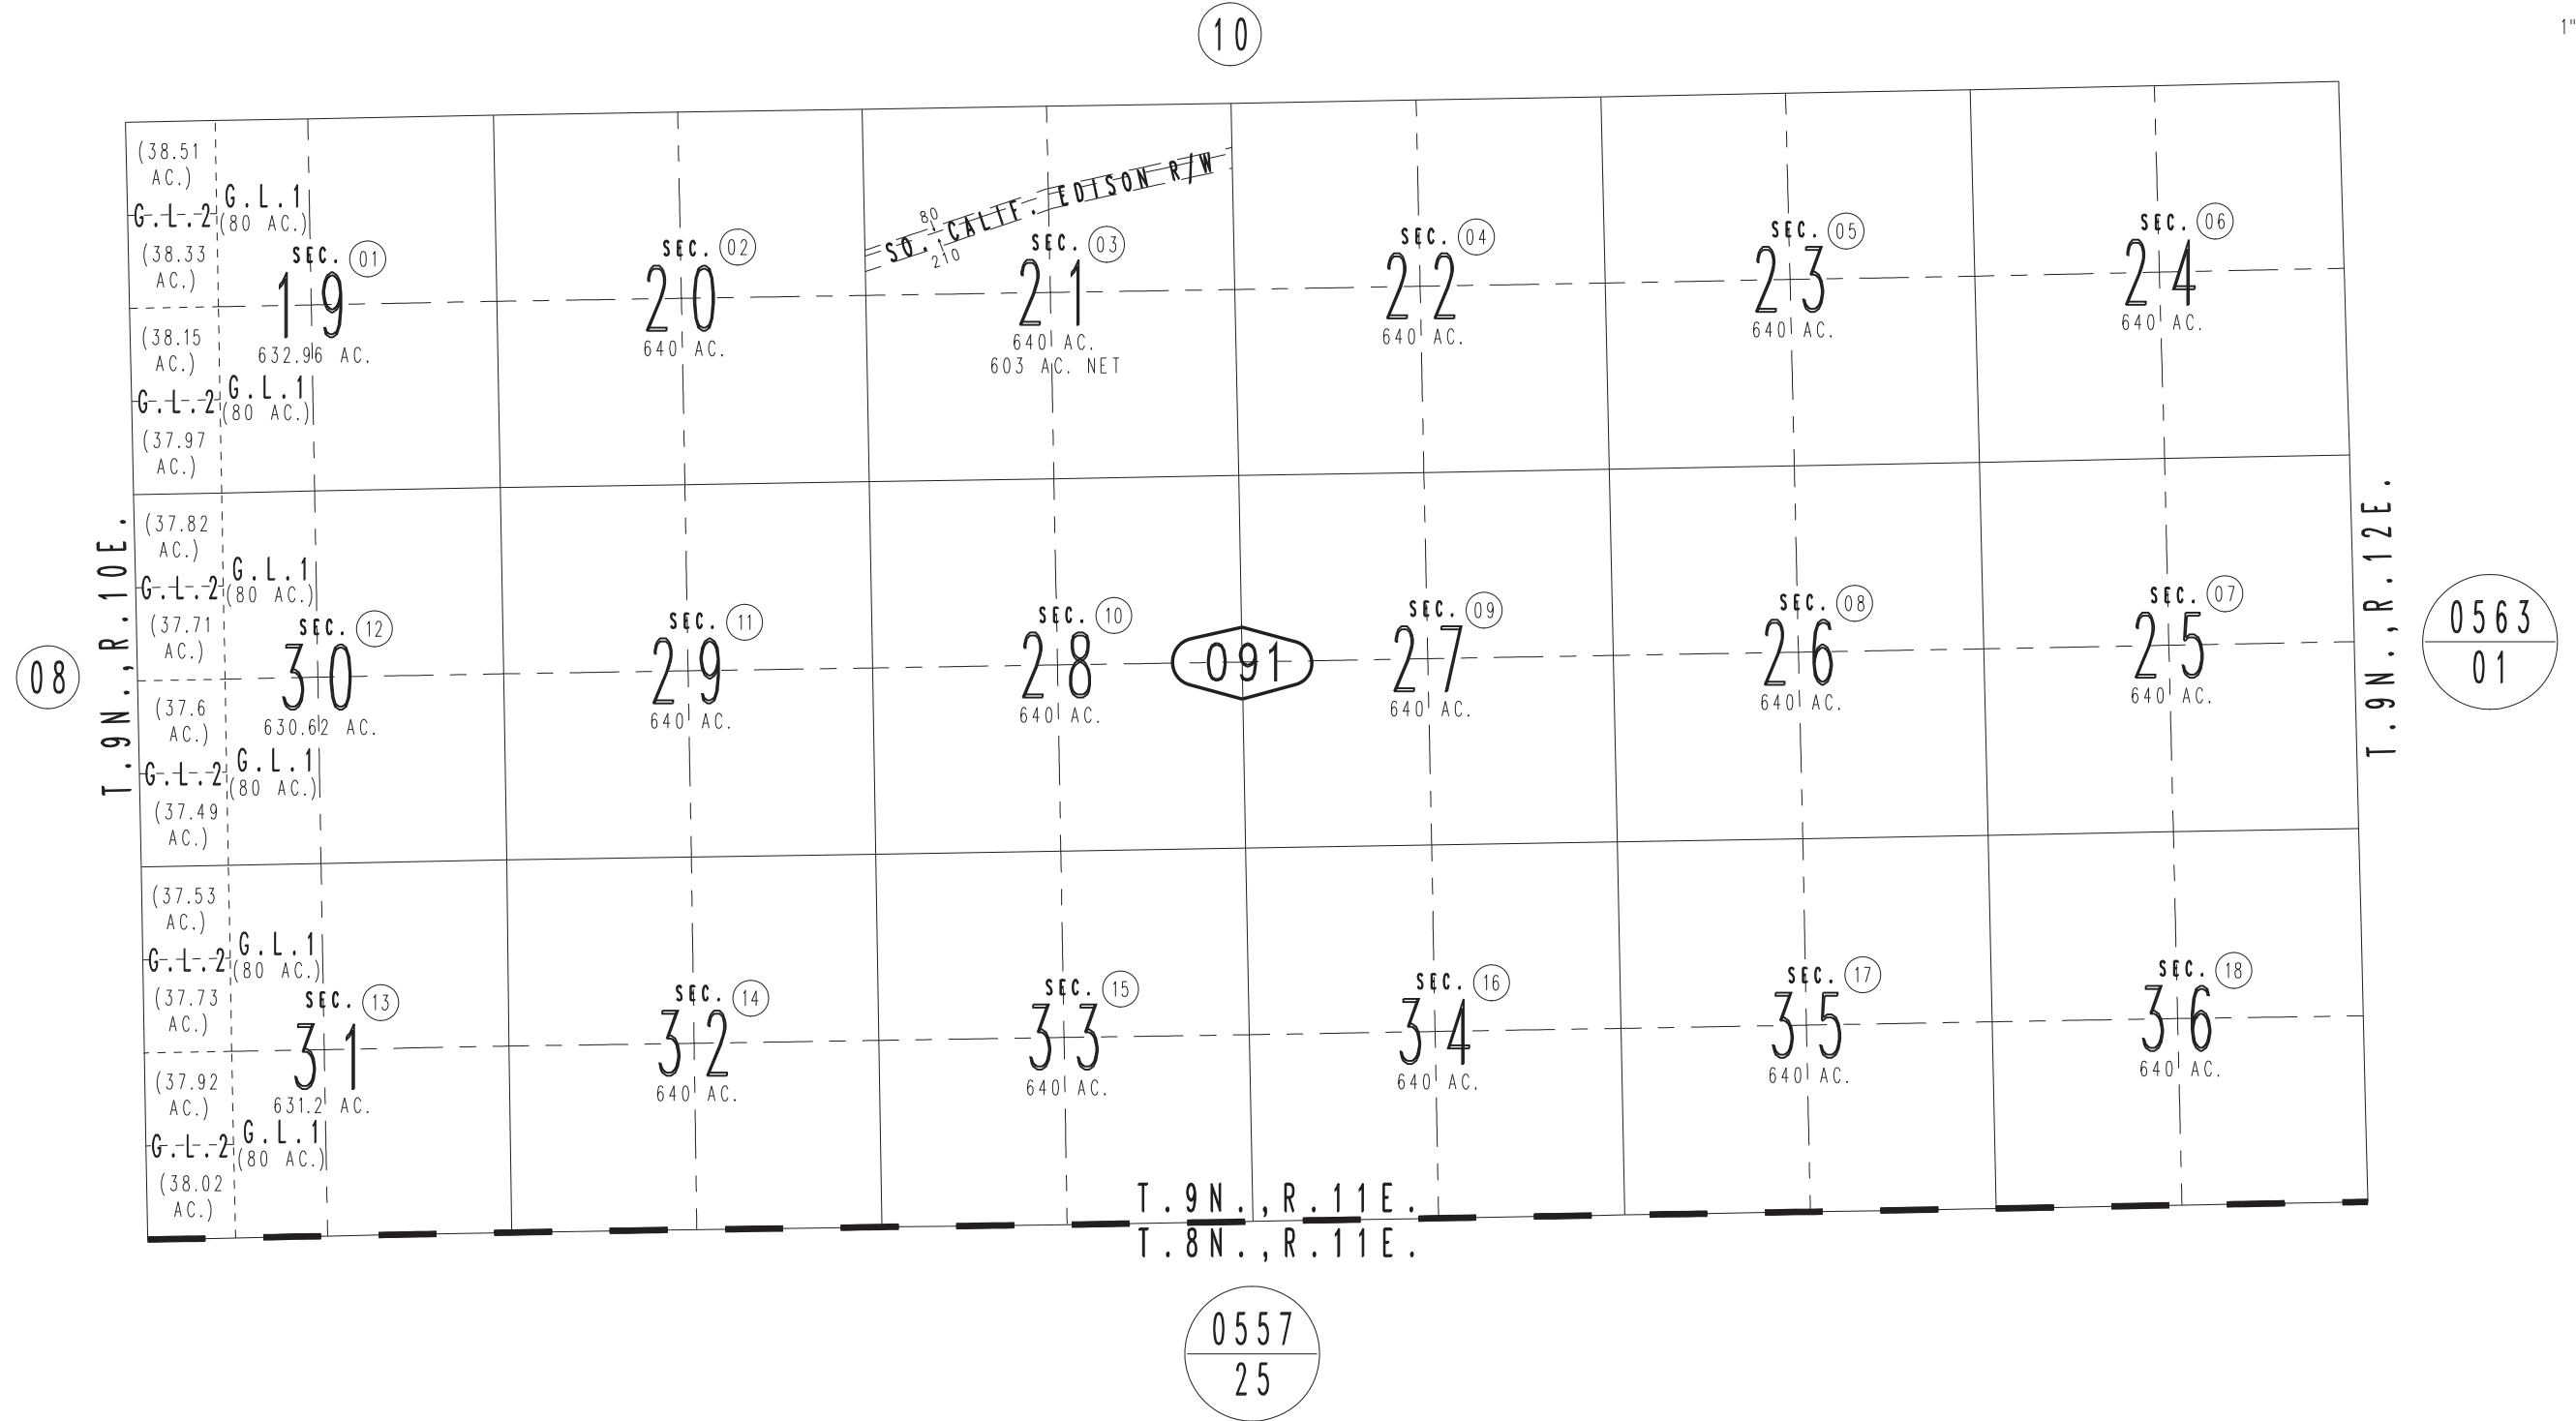 10
1"
(38.51
AC.)
G.L.1
G.L.2
(80 AC.)
(38.33
AC.)
SEC. 01
19
632.96 AC.
(38.15
AC.)
G.L.1
G.L.2
(80 AC.)
(37.97
AC.)
SEC. 02
20
640 AC.
SO. CALIF. EDISON R/W
80
210
SEC. 03
21
640 AC.
603 AC. NET
SEC. 04
22
640 AC.
SEC. 05
23
640 AC.
SEC. 06
24
640 AC.
08
T.9N.,R.10E.
(37.82
AC.)
G.L.1
G.L.2
(80 AC.)
(37.71
AC.)
SEC. 12
30
630.62 AC.
(37.6
AC.)
G.L.1
G.L.2
(80 AC.)
(37.49
AC.)
SEC. 11
29
640 AC.
SEC. 10
28
640 AC.
091
SEC. 09
27
640 AC.
SEC. 08
26
640 AC.
SEC. 07
25
640 AC.
T.9N.,R.12E.
0563
01
(37.53
AC.)
G.L.1
G.L.2
(80 AC.)
(37.73
AC.)
SEC. 13
31
631.2 AC.
(37.92
AC.)
G.L.1
G.L.2
(80 AC.)
(38.02
AC.)
SEC. 14
32
640 AC.
SEC. 15
33
640 AC.
SEC. 16
34
640 AC.
SEC. 17
35
640 AC.
SEC. 18
36
640 AC.
T.9N.,R.11E.
T.8N.,R.11E.
0557
25